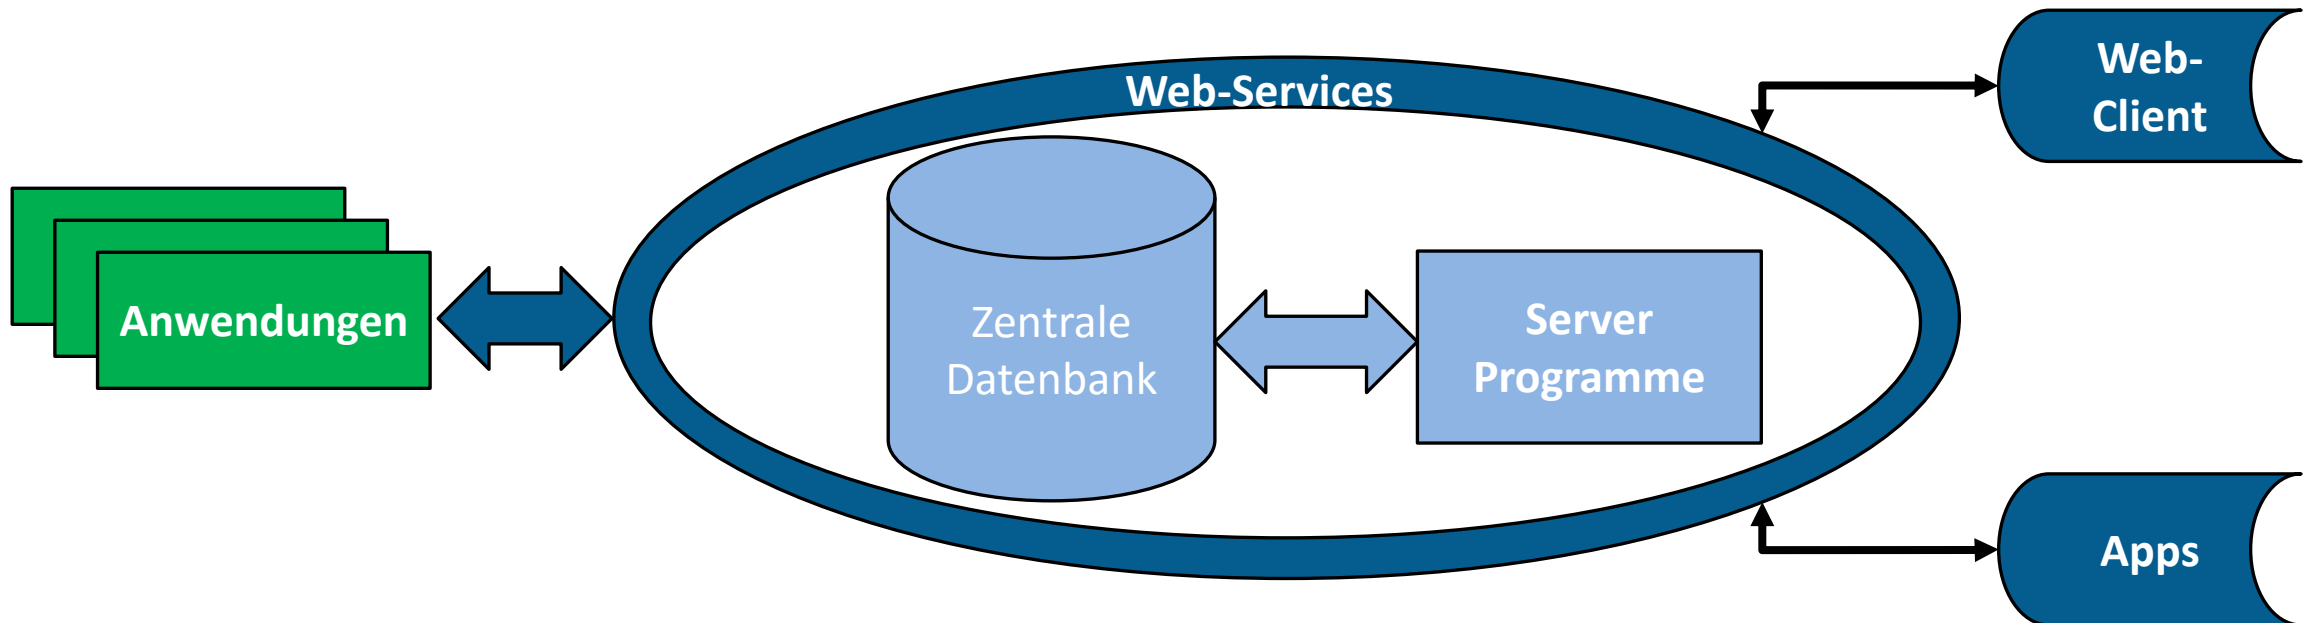 Web-Services
Web-
Client
Anwendungen
Zentrale
Datenbank
Server
Programme
Apps